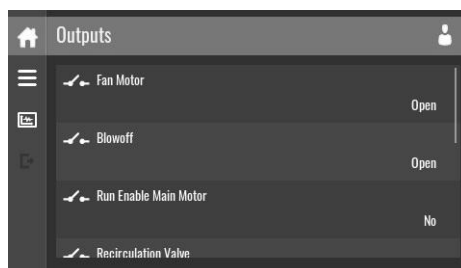 Outputs
Fan Motor
Open
Blowoff
Open
Run Enable Main Motor
No
Recirculation Valve